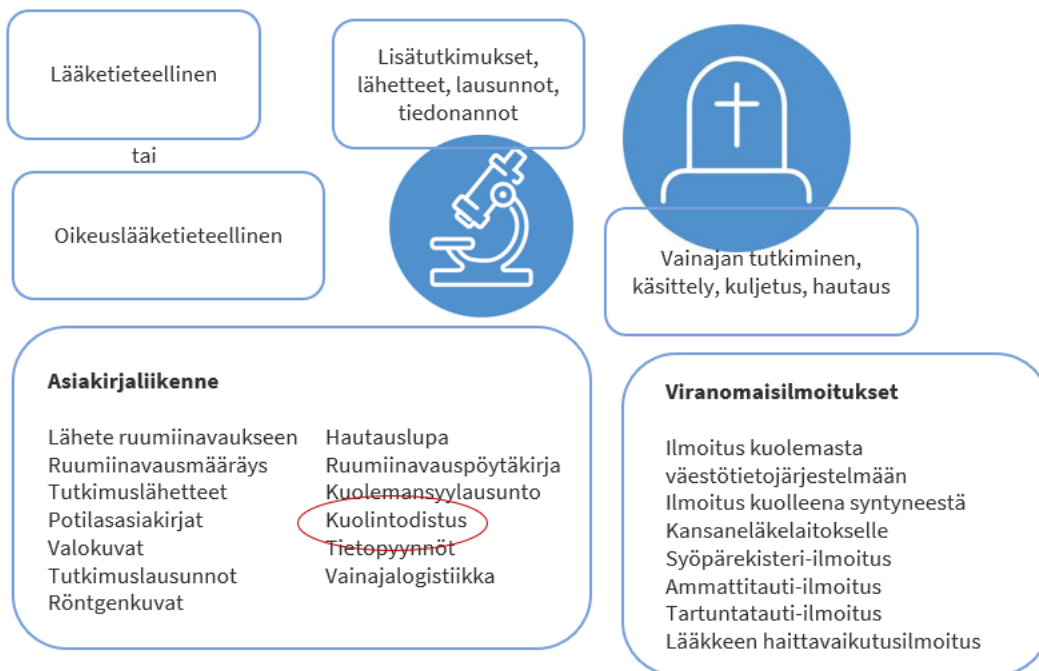 Lääketieteellinen
tai
Oikeuslääketieteellinen
Lisätutkimukset,
lähetteet, lausunnot,
tiedonannot
Vainajan tutkiminen,
käsittely, kuljetus, hautaus
Asiakirjaliikenne
Lähete ruumiinavaukseen
Ruumiinavausmääräys
Tutkimuslähetteet
Potilasasiakirjat
Valokuvat
Tutkimuslausunnot
Röntgenkuvat
Hautauslupa
Ruumiinavauspöytäkirja
Kuolemansyylausunto
Kuolintodistus
Tietopyynnöt
Vainajalogistiikka
Viranomaisilmoitukset
Ilmoitus kuolemasta
väestötietojärjestelmään
Ilmoitus kuolleena syntyneestä
Kansaneläkelaitokselle
Syöpärekisteri-ilmoitus
Ammattitauti-ilmoitus
Tartuntatauti-ilmoitus
Lääkkeen haittavaikutusilmoitus